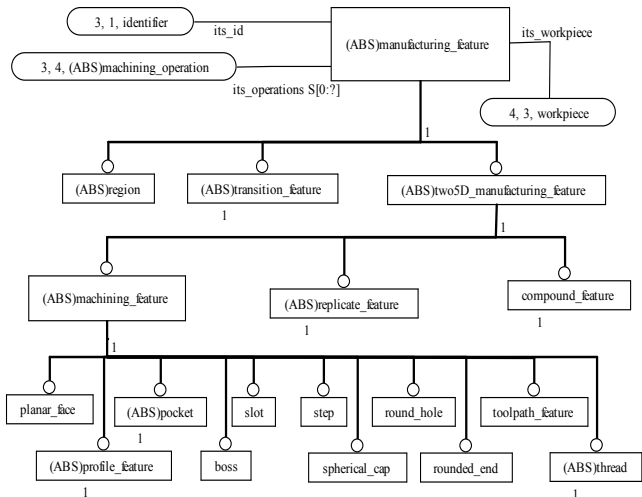 3, 1, identifier
its_id
(ABS)manufacturing_feature
its_workpiece
3, 4, (ABS)machining_operation
its_operations S[0:?]
4, 3, workpiece
1
(ABS)region
(ABS)transition_feature
(ABS)two5D_manufacturing_feature
1
1
(ABS)machining_feature
(ABS)replicate_feature
compound_feature
1
1
1
planar_face
(ABS)pocket
slot
step
round_hole
toolpath_feature
1
(ABS)profile_feature
boss
spherical_cap
rounded_end
(ABS)thread
1
1